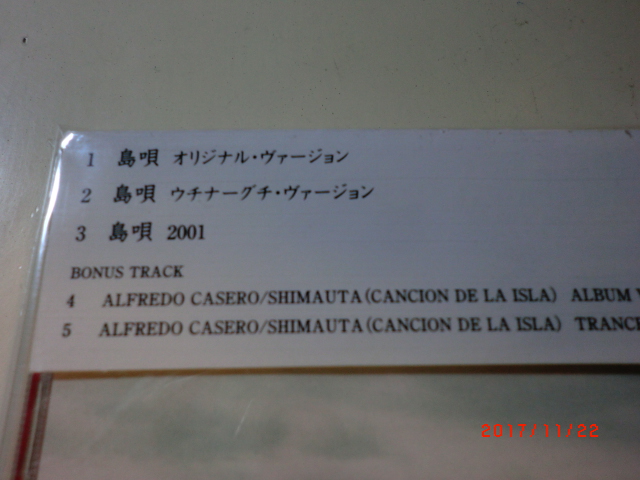 1 島唄 オリジナル・ヴァージョン
2 島唄 ウチナーグチ・ヴァージョン
3 島唄 2001
BONUS TRACK
4 ALFREDO CASERO/SHIMAUTA(CANCION DE LA ISLA) ALBUM
5 ALFREDO CASERO/SHIMAUTA(CANCION DE LA ISLA) TRANCE
2017/11/22